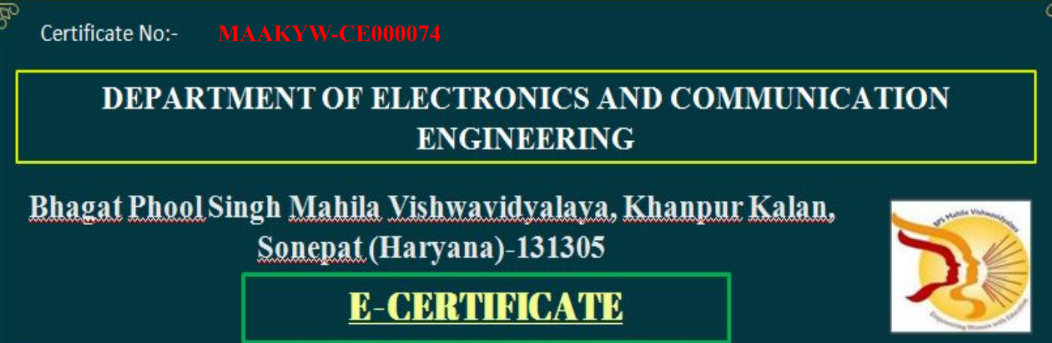 Certificate No:- MAAKYW-CE000074
DEPARTMENT OF ELECTRONICS AND COMMUNICATION
ENGINEERING
Bhagat Phool Singh Mahila Vishwavidyalaya, Khanpur Kalan,
Sonepat (Haryana)-131305
E-CERTIFICATE
BPS Mahila Vishwavidyalaya
Empowering Women with Education